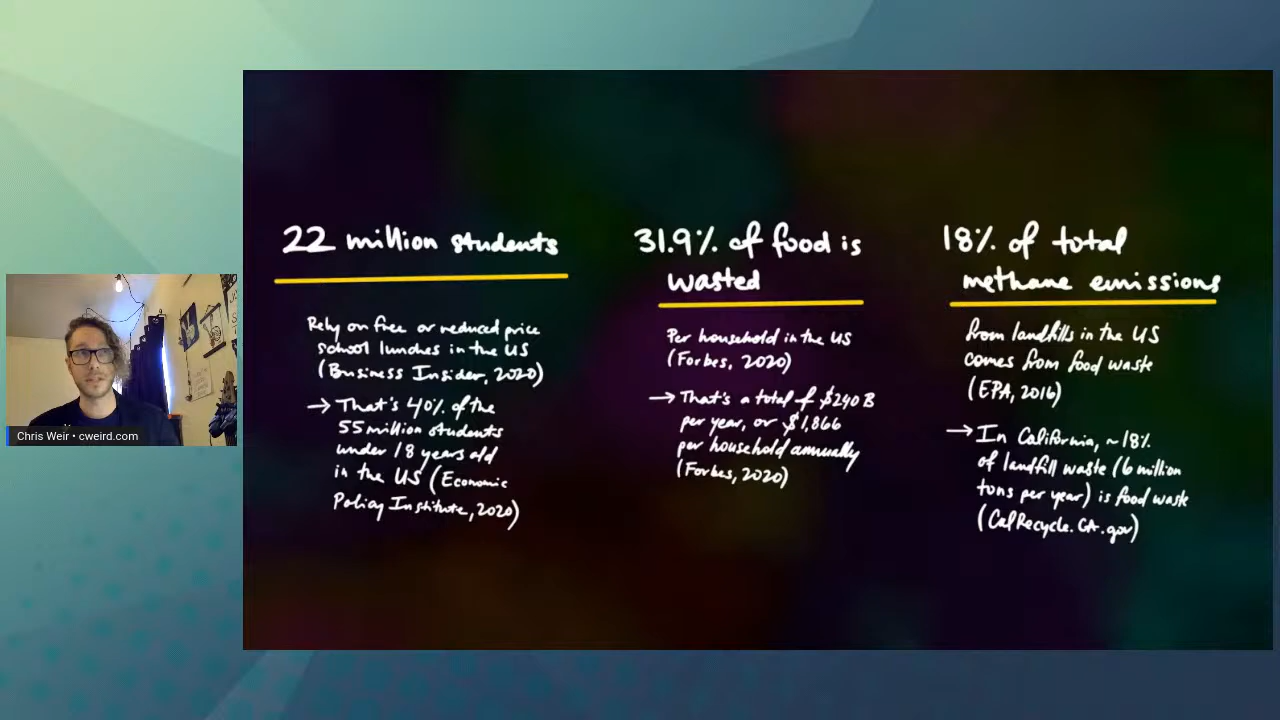 22 million students
Rely on free or reduced price
school lunches in the US
(Business Insider, 2020)
→ That's 40% of the
55 million students
under 18 years old
in the US (Economic
Policy Institute, 2020)
31.9% of food is
wasted
Per household in the US
(Forbes, 2020)
→ That's a total of $240 B
per year, or $1,866
per household annually
(Forbes, 2020)
18% of total
methane emissions
from landfills in the US
comes from food waste
(EPA, 2016)
→ In California, ~18%
of landfill waste (6 million
tons per year) is food waste
(CalRecycle.CA.gov)
Chris Weir • cweird.com